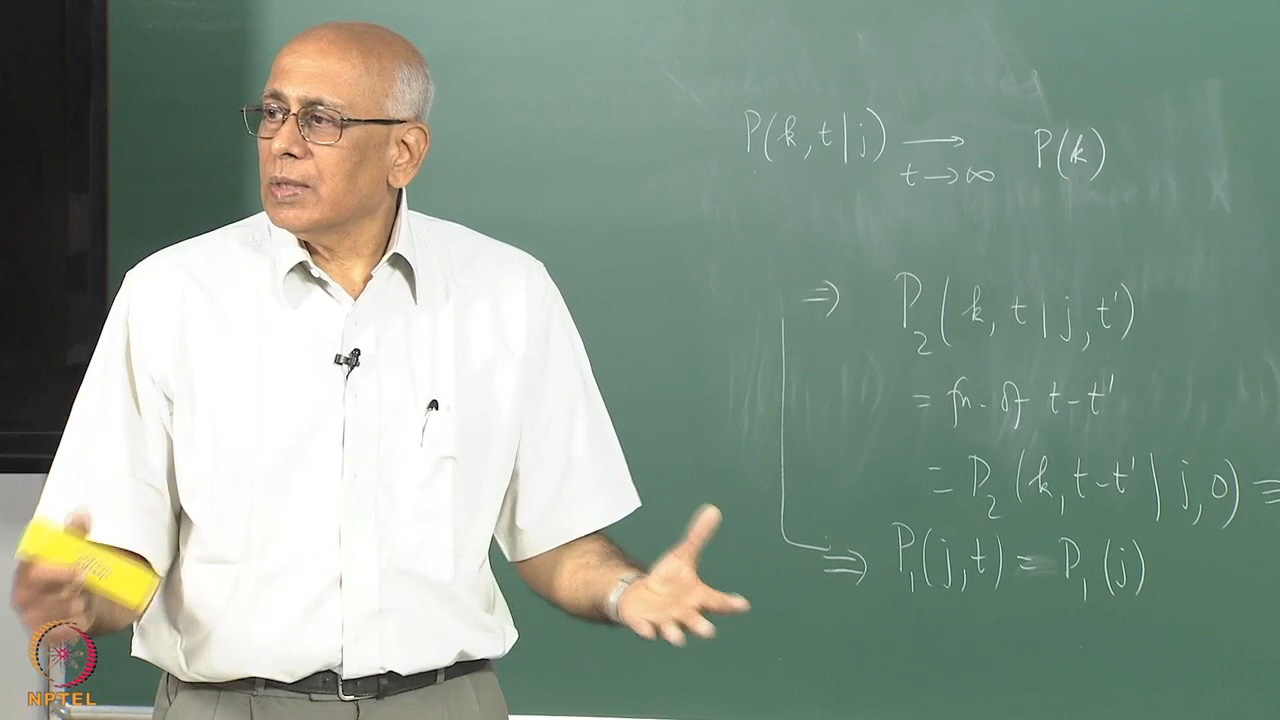 P(k, t | j) ⟶ P(k)
t → ∞
⇒ P₂(k, t | j, t')
= fn. of t - t'
= P₂(k, t-t' | j, 0) ⇒
⇒ P₁(j, t) = P₁(j)
NPTEL